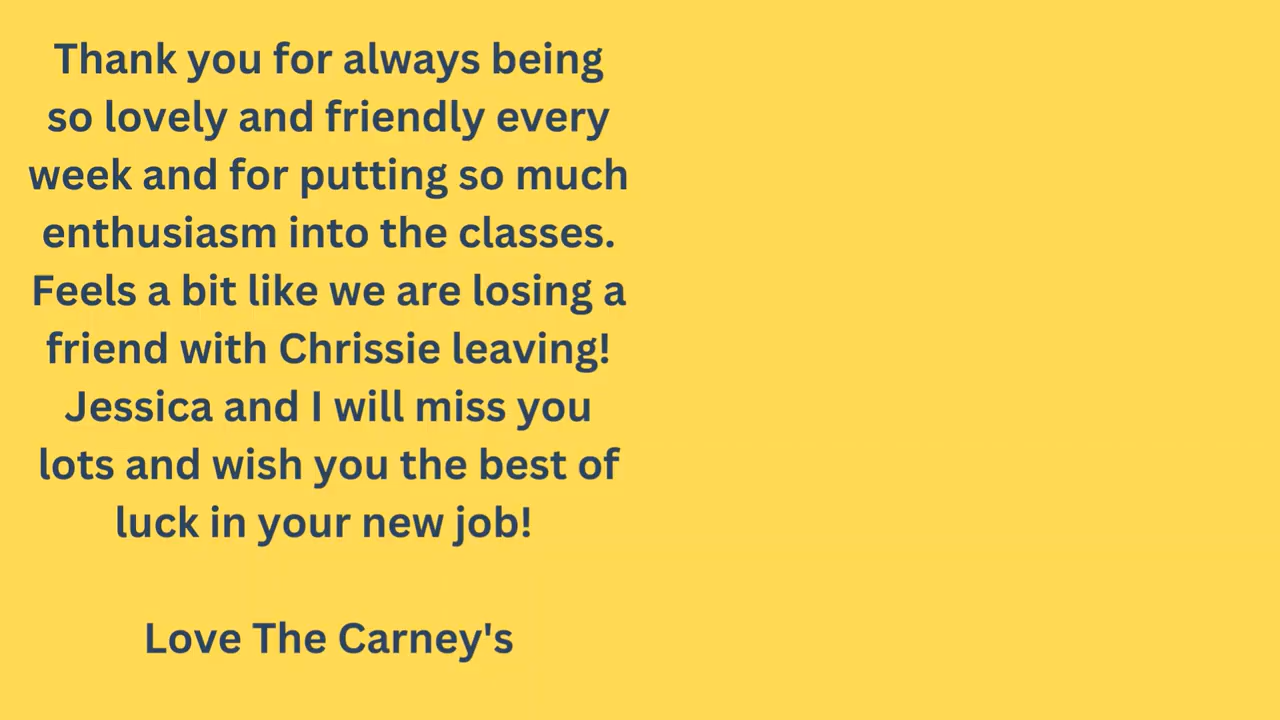 Thank you for always being
so lovely and friendly every
week and for putting so much
enthusiasm into the classes.
Feels a bit like we are losing a
friend with Chrissie leaving!
Jessica and I will miss you
lots and wish you the best of
luck in your new job!
Love The Carney's